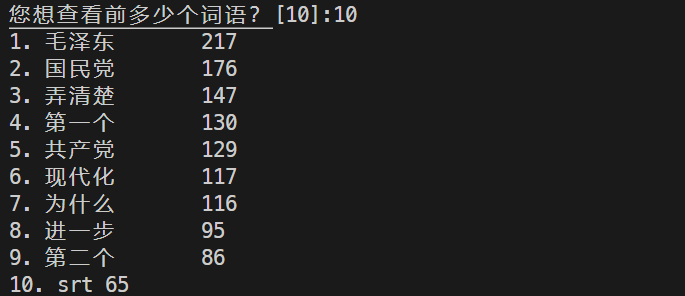 您想查看前多少个词语？[10]:10
1. 毛泽东 217
2. 国民党 176
3. 弄清楚 147
4. 第一个 130
5. 共产党 129
6. 现代化 117
7. 为什么 116
8. 进一步 95
9. 第二个 86
10. srt 65